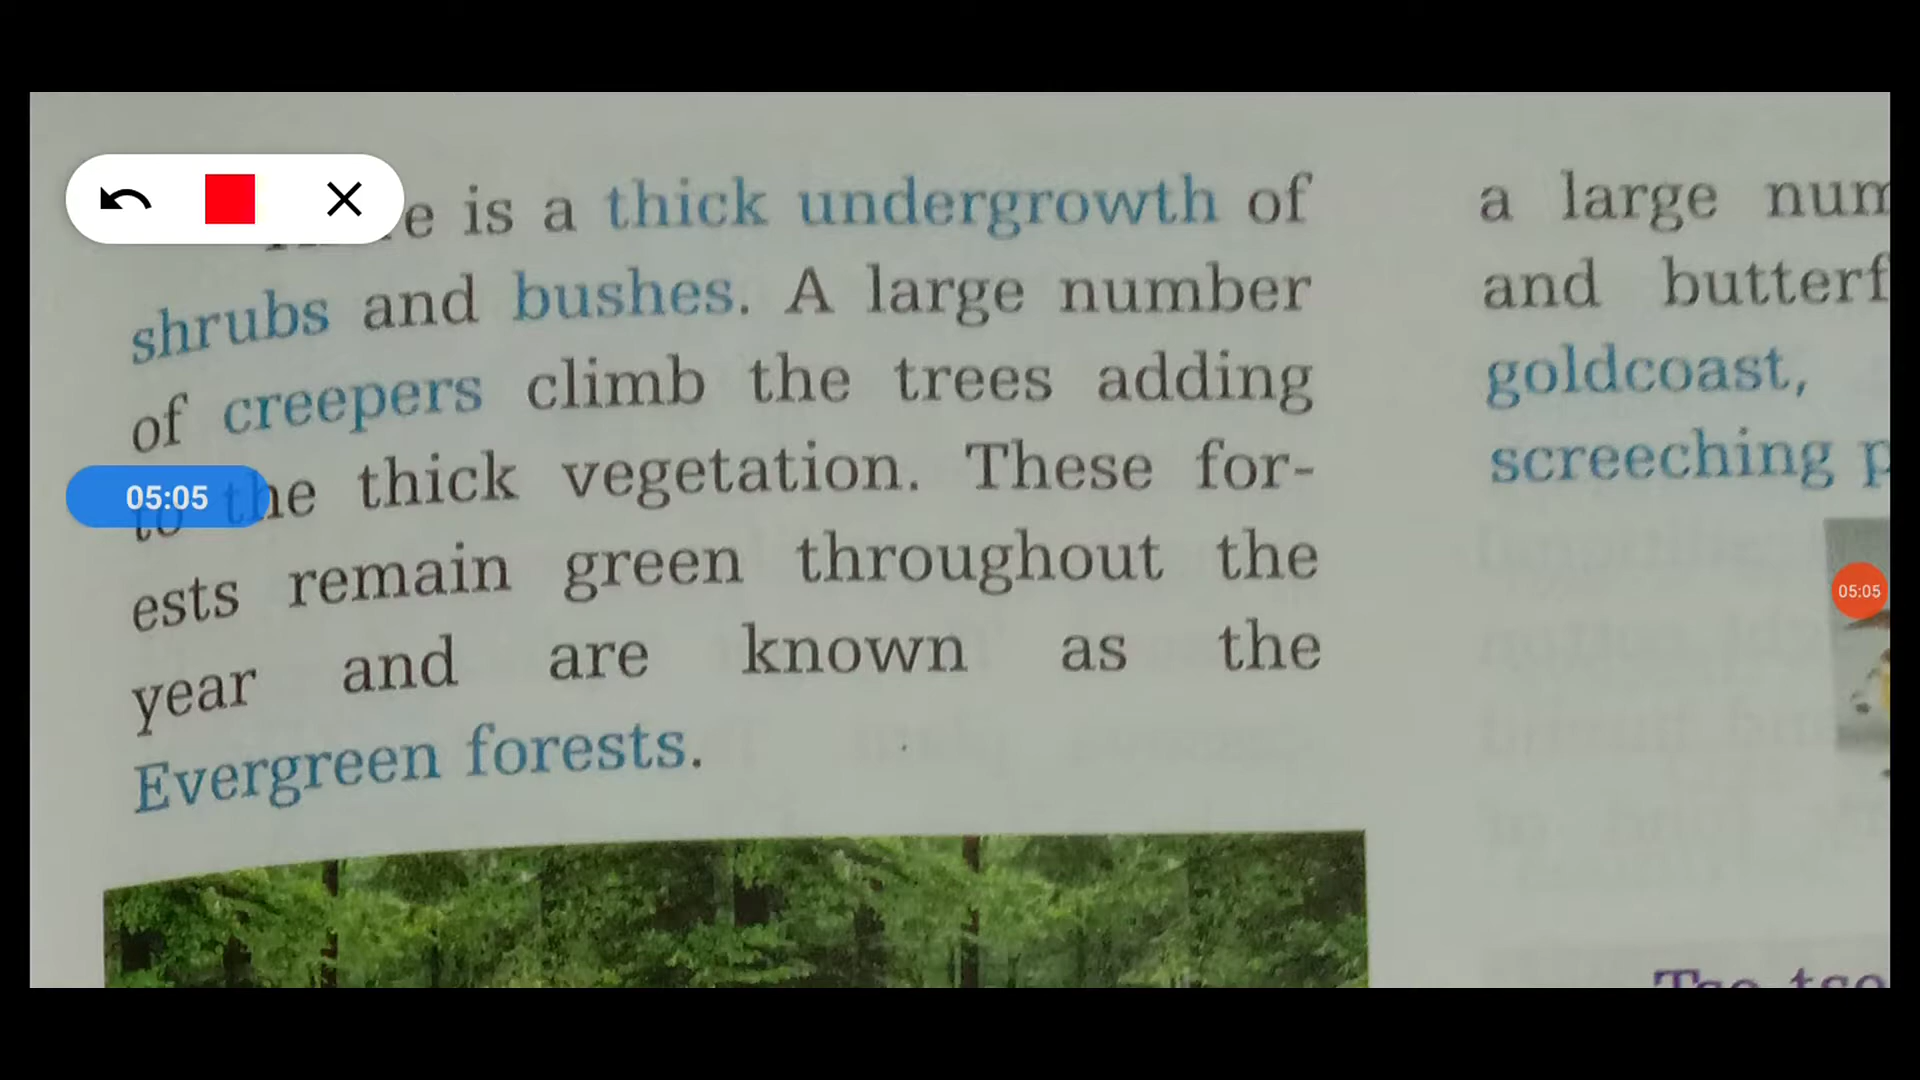 is a thick undergrowth of
shrubs and bushes. A large number
of creepers climb the trees adding
to the thick vegetation. These for-
ests remain green throughout the
year and are known as the
Evergreen forests.
a large num
and butterf
goldcoast,
screeching p
05:05
05:05